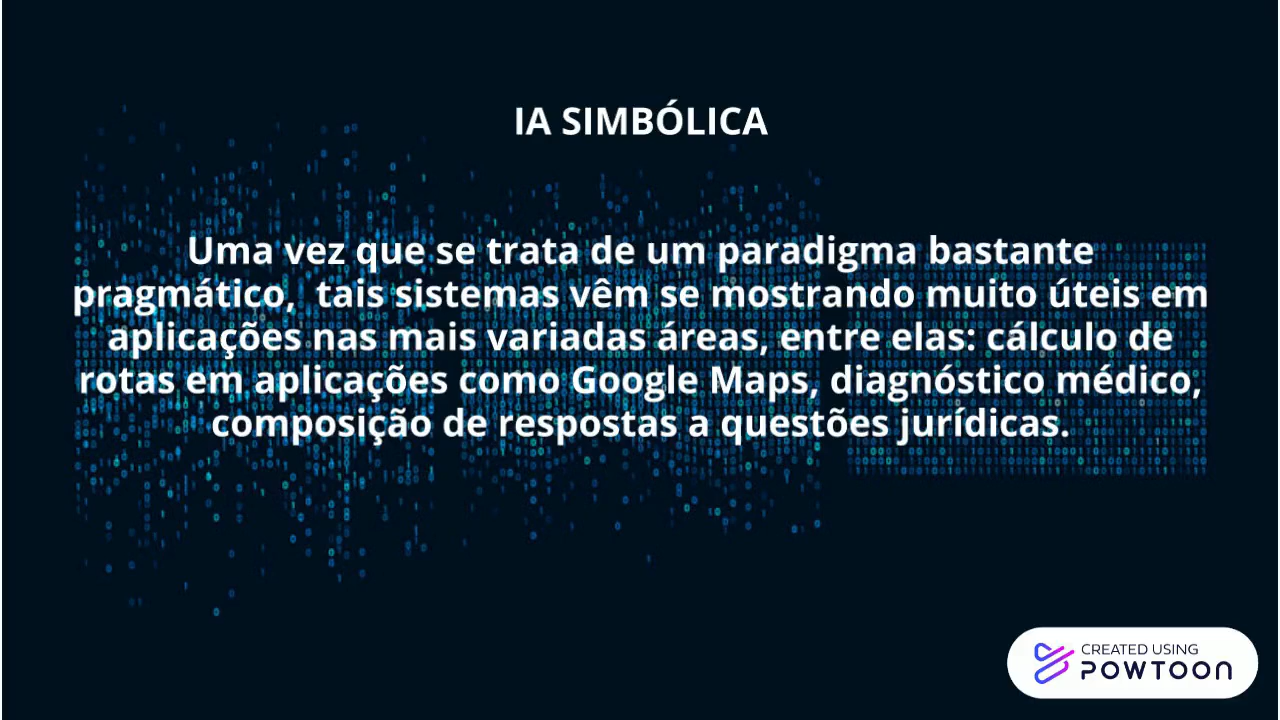 IA SIMBÓLICA
Uma vez que se trata de um paradigma bastante
pragmático,  tais sistemas vêm se mostrando muito úteis em
aplicações nas mais variadas áreas, entre elas: cálculo de
rotas em aplicações como Google Maps, diagnóstico médico,
composição de respostas a questões jurídicas.
CREATED USING
POWTOON